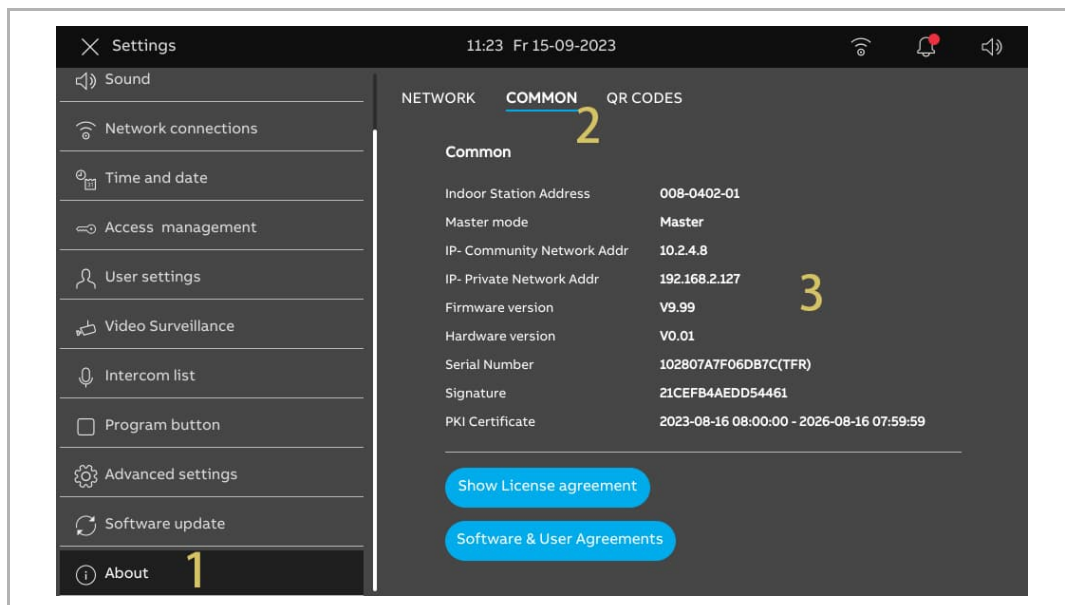 Settings
11:23 Fr 15-09-2023
Sound
Network connections
Time and date
Access management
User settings
Video Surveillance
Intercom list
Program button
Advanced settings
Software update
About
1
NETWORK COMMON QR CODES
2
Common
Indoor Station Address 008-0402-01
Master mode Master
IP- Community Network Addr 10.2.4.8
IP- Private Network Addr 192.168.2.127
Firmware version V9.99
Hardware version V0.01
Serial Number 102807A7F06DB7C(TFR)
Signature 21CEFB4AEDD54461
PKI Certificate 2023-08-16 08:00:00 - 2026-08-16 07:59:59
3
Show License agreement
Software & User Agreements